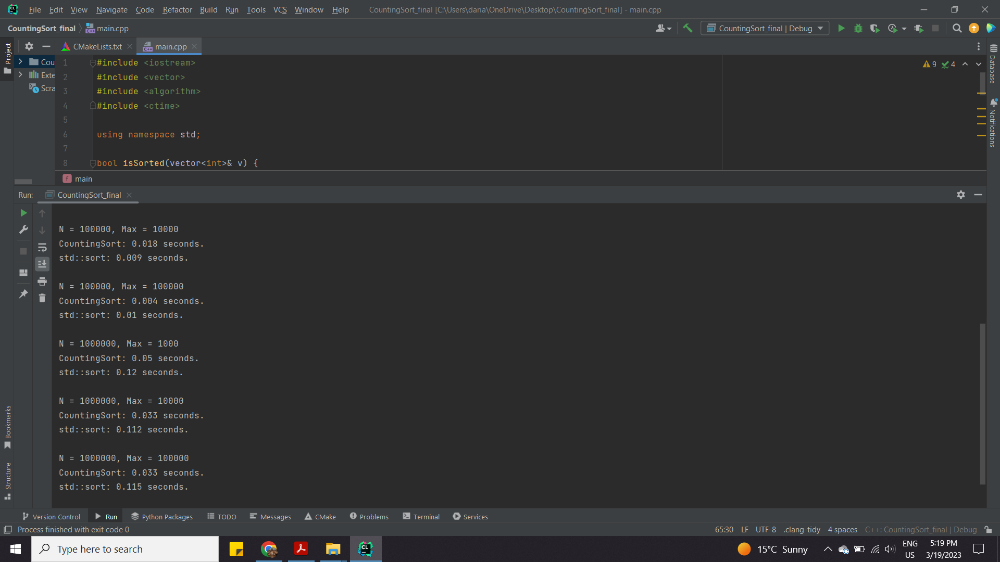 File Edit View Navigate Code Refactor Build Run Tools VCS Window Help CountingSort_final [C:\Users\daria\OneDrive\Desktop\CountingSort_final] - main.cpp
CountingSort_final main.cpp CountingSort_final | Debug
Project
CMakeLists.txt main.cpp
Cou
Exte
Scra
1 #include <iostream>
2 #include <vector>
3 #include <algorithm>
4 #include <ctime>
5
6 using namespace std;
7
8 bool isSorted(vector<int>& v) {
9 4
Database
Notifications
f main
Run: CountingSort_final
N = 100000, Max = 10000
CountingSort: 0.018 seconds.
std::sort: 0.009 seconds.
N = 100000, Max = 100000
CountingSort: 0.004 seconds.
std::sort: 0.01 seconds.
N = 1000000, Max = 1000
CountingSort: 0.05 seconds.
std::sort: 0.12 seconds.
N = 1000000, Max = 10000
CountingSort: 0.033 seconds.
std::sort: 0.112 seconds.
N = 1000000, Max = 100000
CountingSort: 0.033 seconds.
std::sort: 0.115 seconds.
Bookmarks
Structure
Version Control Run Python Packages TODO Messages CMake Problems Terminal Services
Process finished with exit code 0 65:30 LF UTF-8 .clang-tidy 4 spaces C++: CountingSort_final | Debug
Type here to search CL 15°C Sunny ENG US 5:19 PM 3/19/2023